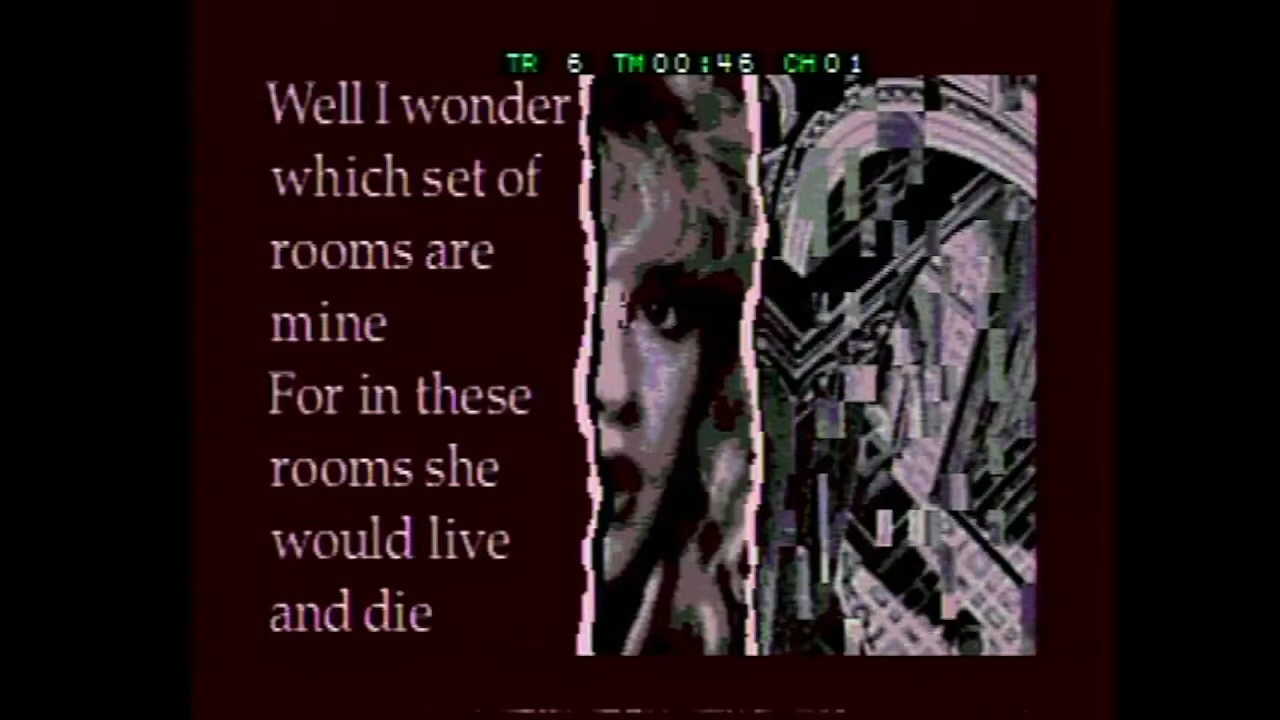 TR 6 TM00:46 CH01
Well I wonder
which set of
rooms are
mine
For in these
rooms she
would live
and die